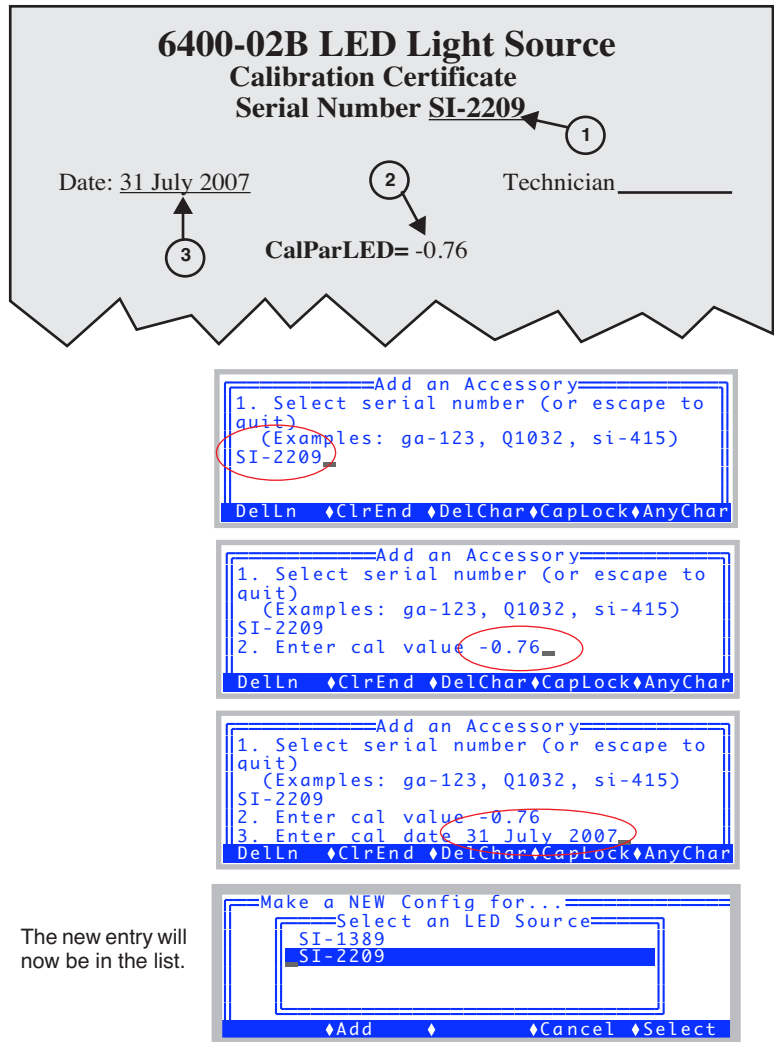 6400-02B LED Light Source
Calibration Certificate
Serial Number SI-2209
1
Date: 31 July 2007
2
Technician
3
CalParLED= -0.76
Add an Accessory
1. Select serial number (or escape to
quit)
(Examples: ga-123, Q1032, si-415)
SI-2209
DelLn ♦ClrEnd ♦DelChar♦CapLock♦AnyChar
Add an Accessory
1. Select serial number (or escape to
quit)
(Examples: ga-123, Q1032, si-415)
SI-2209
2. Enter cal value -0.76
DelLn ♦ClrEnd ♦DelChar♦CapLock♦AnyChar
Add an Accessory
1. Select serial number (or escape to
quit)
(Examples: ga-123, Q1032, si-415)
SI-2209
2. Enter cal value -0.76
3. Enter cal date 31 July 2007
DelLn ♦ClrEnd ♦DelChar♦CapLock♦AnyChar
The new entry will
now be in the list.
Make a NEW Config for...
Select an LED Source
SI-1389
SI-2209
♦Add ♦ ♦Cancel ♦Select